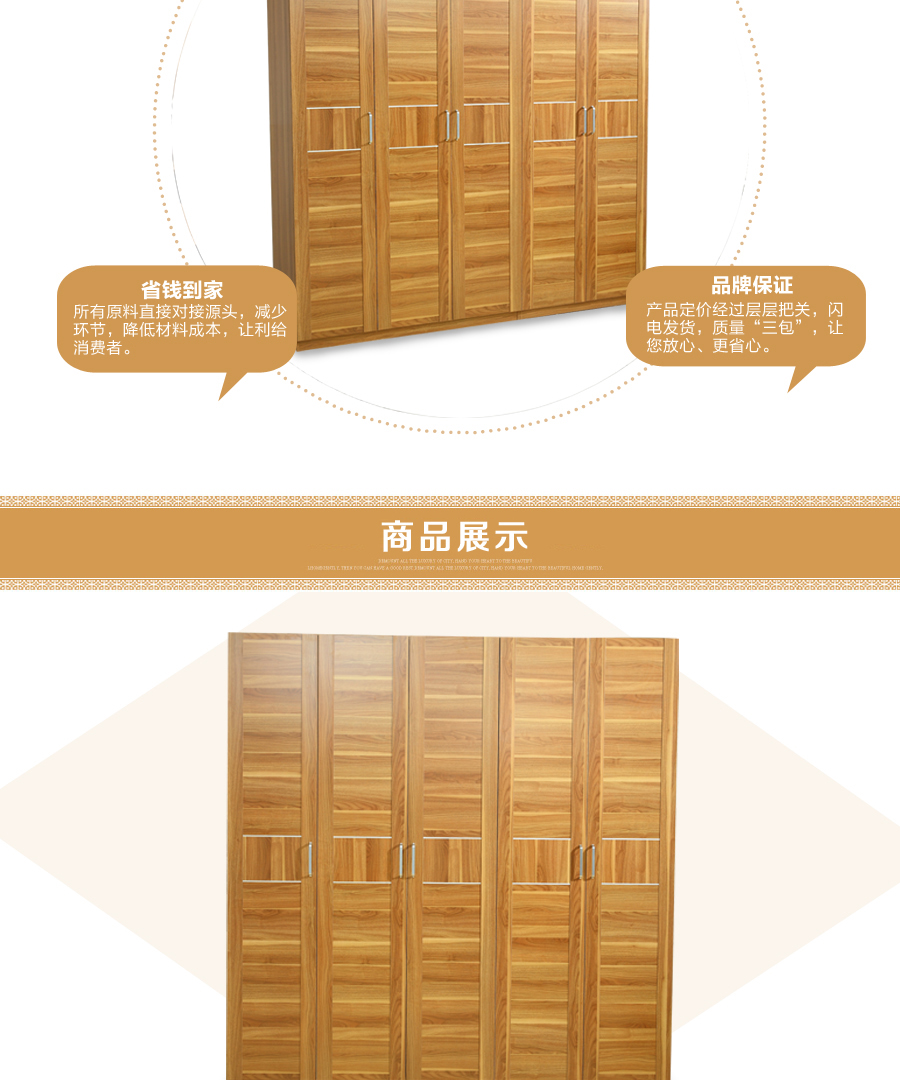 省钱到家
所有原料直接对接源头，减少
环节，降低材料成本，让利给
消费者。
品牌保证
产品定价经过层层把关，闪
电发货，质量“三包”，让
您放心、更省心。
商品展示